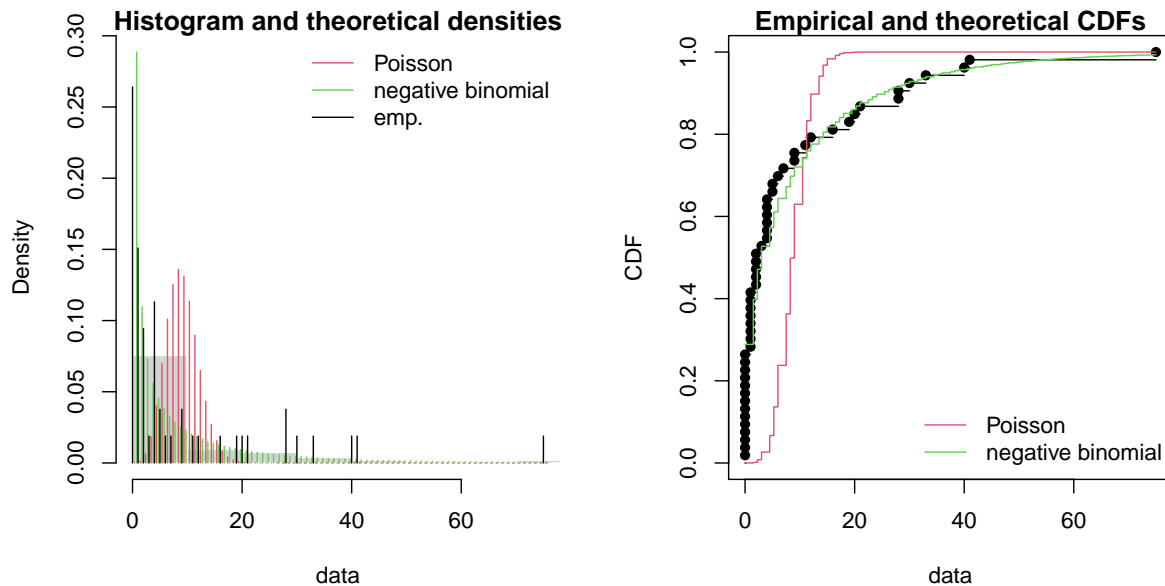 Histogram and theoretical densities
Density
0.00
0.05
0.10
0.15
0.20
0.25
0.30
Poisson
negative binomial
emp.
0 20 40 60
data
Empirical and theoretical CDFs
CDF
0.0
0.2
0.4
0.6
0.8
1.0
Poisson
negative binomial
0 20 40 60
data